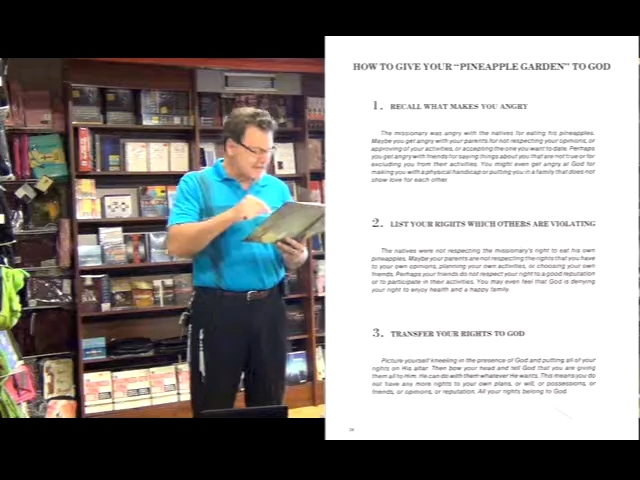 HOW TO GIVE YOUR "PINEAPPLE GARDEN" TO GOD
1. RECALL WHAT MAKES YOU ANGRY
The missionary was angry with the natives for eating his pineapples.
Maybe you get angry with your parents for not respecting your opinions, or
approving of your activities, or accepting the one you want to date. Perhaps
you get angry with friends for saying things about you that are not true or for
excluding you from their activities. You might even get angry at God for
making you with a physical handicap or putting you in a family that does not
show love for each other.
2. LIST YOUR RIGHTS WHICH OTHERS ARE VIOLATING
The natives were not respecting the missionary's right to eat his own
pineapples. Maybe your parents are not respecting the rights that you have
to your own opinions, planning your own activities, or choosing your own
friends. Perhaps your friends do not respect your right to a good reputation
or to participate in their activities. You may even feel that God is denying
your right to enjoy health and a happy family.
3. TRANSFER YOUR RIGHTS TO GOD
Picture yourself kneeling in the presence of God and putting all of your
rights on His altar. Then bow your head and tell God that you are giving
them all to Him. He can do with them whatever He wants. This means you do
not have any more rights to your own plans, or will, or possessions, or
friends, or opinions, or reputation. All your rights belong to God.